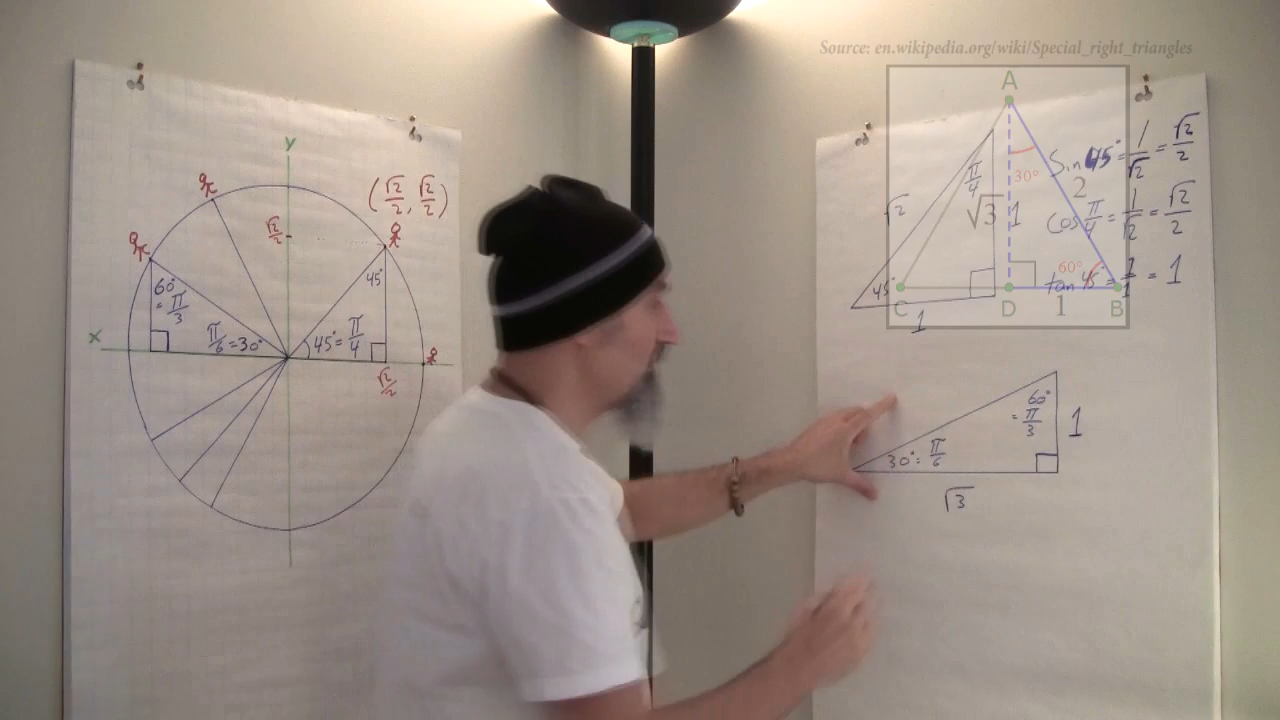 Source: en.wikipedia.org/wiki/Special_right_triangles
y
(√2/2, √2/2)
√2/2
45°
60°
= π/3
π/6 = 30°
45° = π/4
x
√2/2
A
30°
2
√3
60°
C
D
1
B
π/4
√2
1
45°
1
Sin 45° = 1/√2 = √2/2
cos π/4 = 1/√2 = √2/2
tan 45° = 1/1 = 1
60°
= π/3
1
30° = π/6
√3